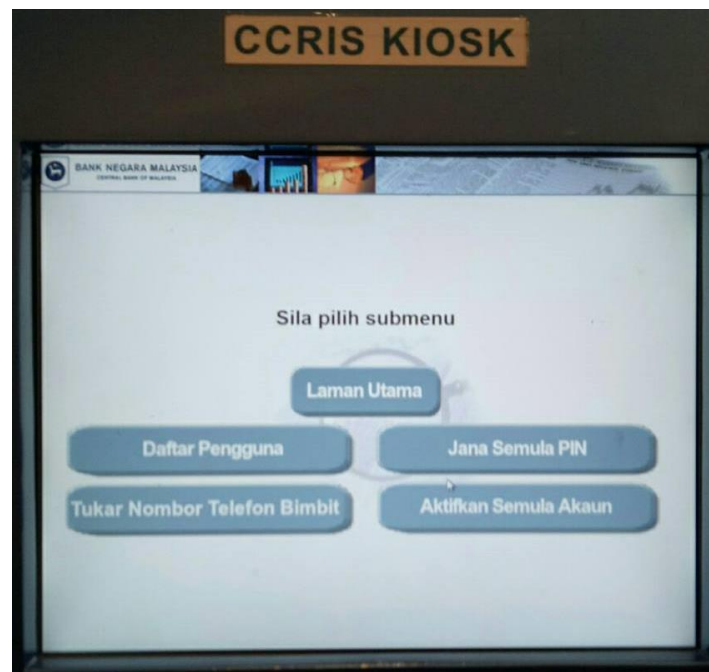 CCRIS KIOSK
BANK NEGARA MALAYSIA
CENTRAL BANK OF MALAYSIA
Sila pilih submenu
Laman Utama
Daftar Pengguna
Jana Semula PIN
Tukar Nombor Telefon Bimbit
Aktifkan Semula Akaun